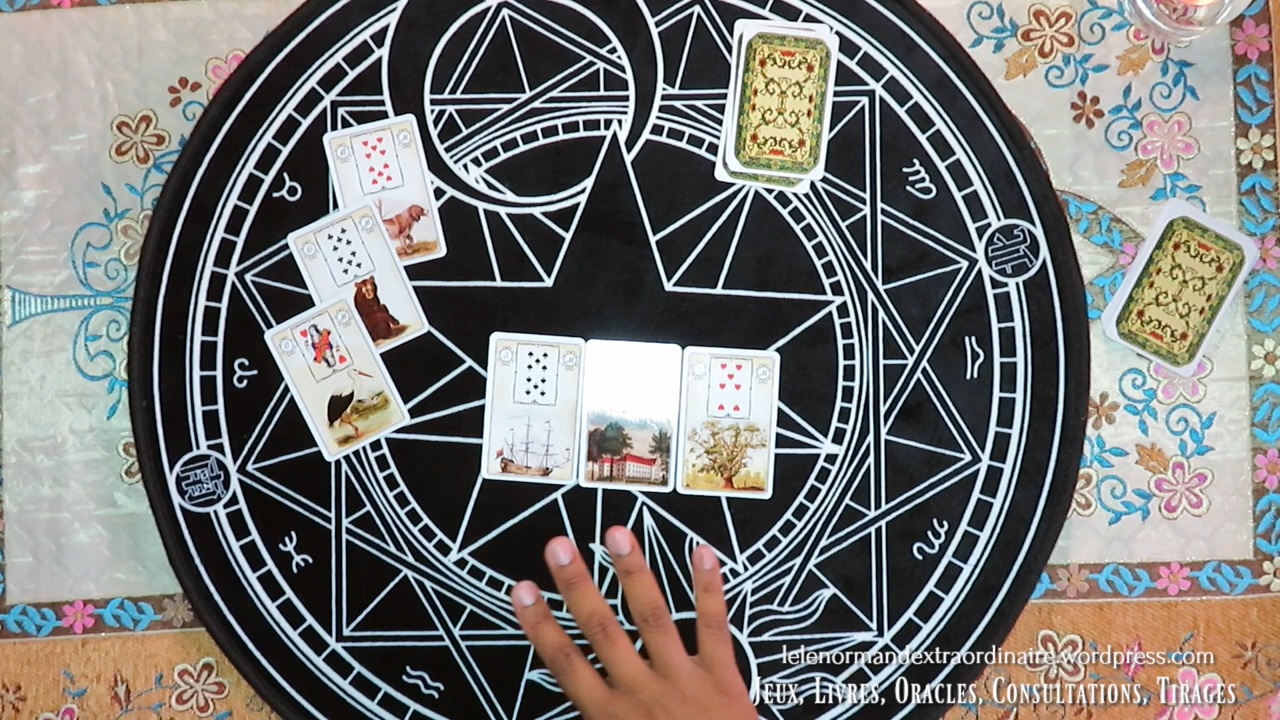 lelenormandextraordinaire.wordpress.com
Jeux, Livres, Oracles, Consultations, Tirages